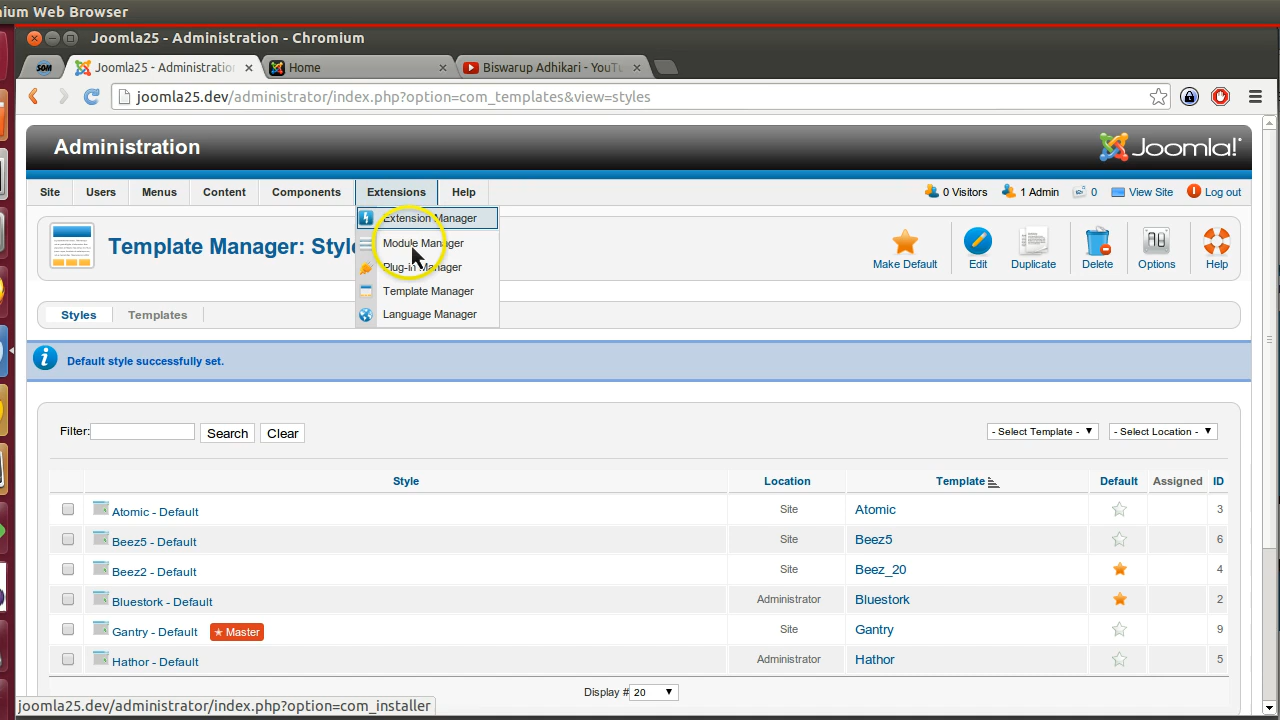 ium Web Browser
Joomla25 - Administration - Chromium
SDM Joomla25 - Administration Home Biswarup Adhikari - YouTu
joomla25.dev/administrator/index.php?option=com_templates&view=styles
Administration Joomla!
Site Users Menus Content Components Extensions Help 0 Visitors 1 Admin 0 View Site Log out
Extension Manager
Module Manager
Plug-in Manager
Template Manager
Language Manager
Template Manager: Style
Make Default Edit Duplicate Delete Options Help
Styles Templates
Default style successfully set.
Filter: Search Clear - Select Template - - Select Location -
Style Location Template Default Assigned ID
Atomic - Default Site Atomic 3
Beez5 - Default Site Beez5 6
Beez2 - Default Site Beez_20 4
Bluestork - Default Administrator Bluestork 2
Gantry - Default Master Site Gantry 9
Hathor - Default Administrator Hathor 5
Display # 20
joomla25.dev/administrator/index.php?option=com_installer